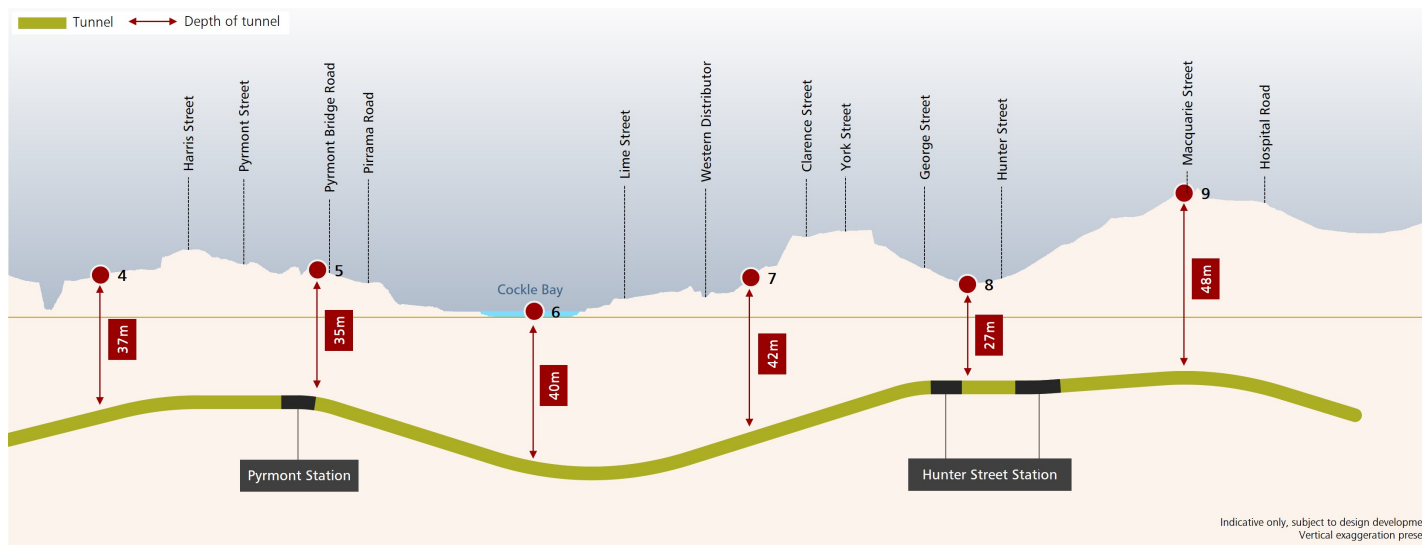 Tunnel
Depth of tunnel
Harris Street
Pyrmont Street
Pyrmont Bridge Road
Pirrama Road
Lime Street
Western Distributor
Clarence Street
York Street
George Street
Hunter Street
Macquarie Street
Hospital Road
4
5
Cockle Bay
6
7
8
9
37m
35m
40m
42m
27m
48m
Pyrmont Station
Hunter Street Station
Indicative only, subject to design
Vertical exaggeration